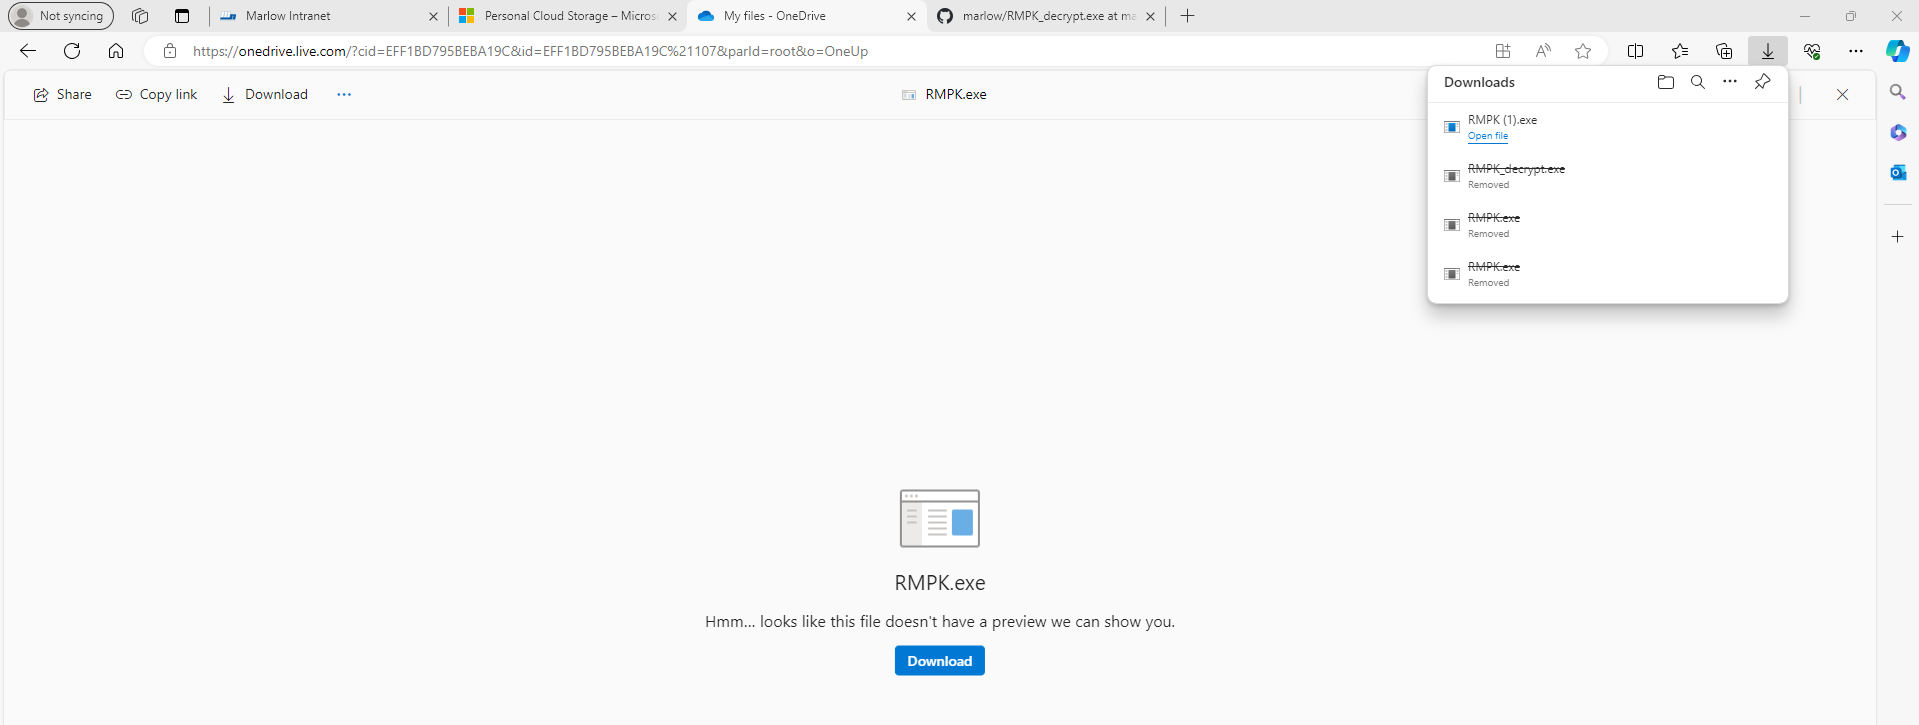 Not syncing
Marlow Intranet
Personal Cloud Storage – Micros
My files - OneDrive
marlow/RMPK_decrypt.exe at ma
https://onedrive.live.com/?cid=EFF1BD795BEBA19C&id=EFF1BD795BEBA19C%21107&parId=root&o=OneUp
Share
Copy link
Download
RMPK.exe
Downloads
RMPK (1).exe
Open file
RMPK_decrypt.exe
Removed
RMPK.exe
Removed
RMPK.exe
Removed
RMPK.exe
Hmm... looks like this file doesn't have a preview we can show you.
Download